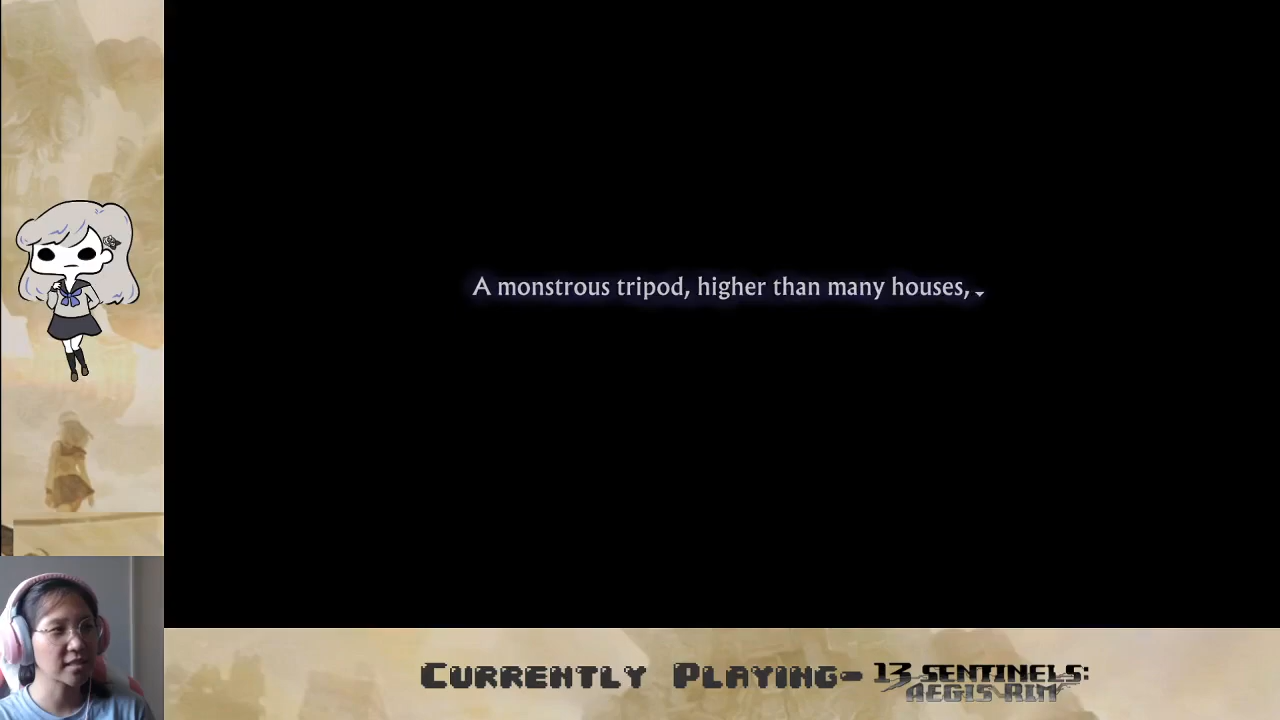 A monstrous tripod, higher than many houses,
Currently Playing- 13 SENTINELS:
AEGIS RIM